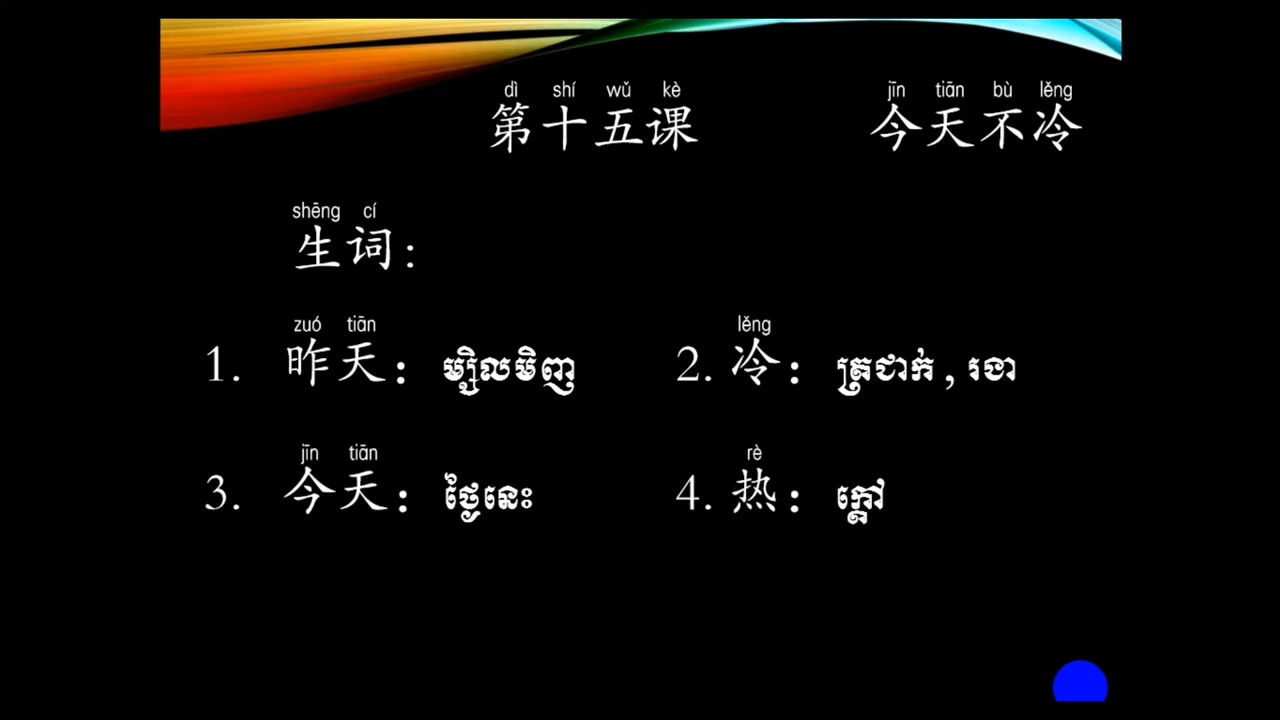 dì shí wǔ kè jīn tiān bù lěng
第十五课 今天不冷
shēng cí
生词：
zuó tiān lěng
1. 昨天： ម្សិលមិញ 2. 冷： ត្រជាក់ , រងា
jīn tiān rè
3. 今天： ថ្ងៃនេះ 4. 热： ក្តៅ